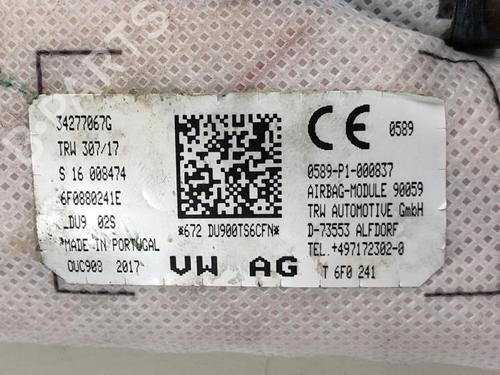 34277067G
TRW 307/17
S 16 008474
6F0880241E
_DU9 02S
*MADE IN PORTUGAL
OUC903 2017
*672 DU900TS6CFN*
VW AG
CE 0589
0589-P1-000837
AIRBAG-MODULE 90059
TRW AUTOMOTIVE GmbH
D-73553 ALFDORF
TEL.+497172302-0
T 6F0 241